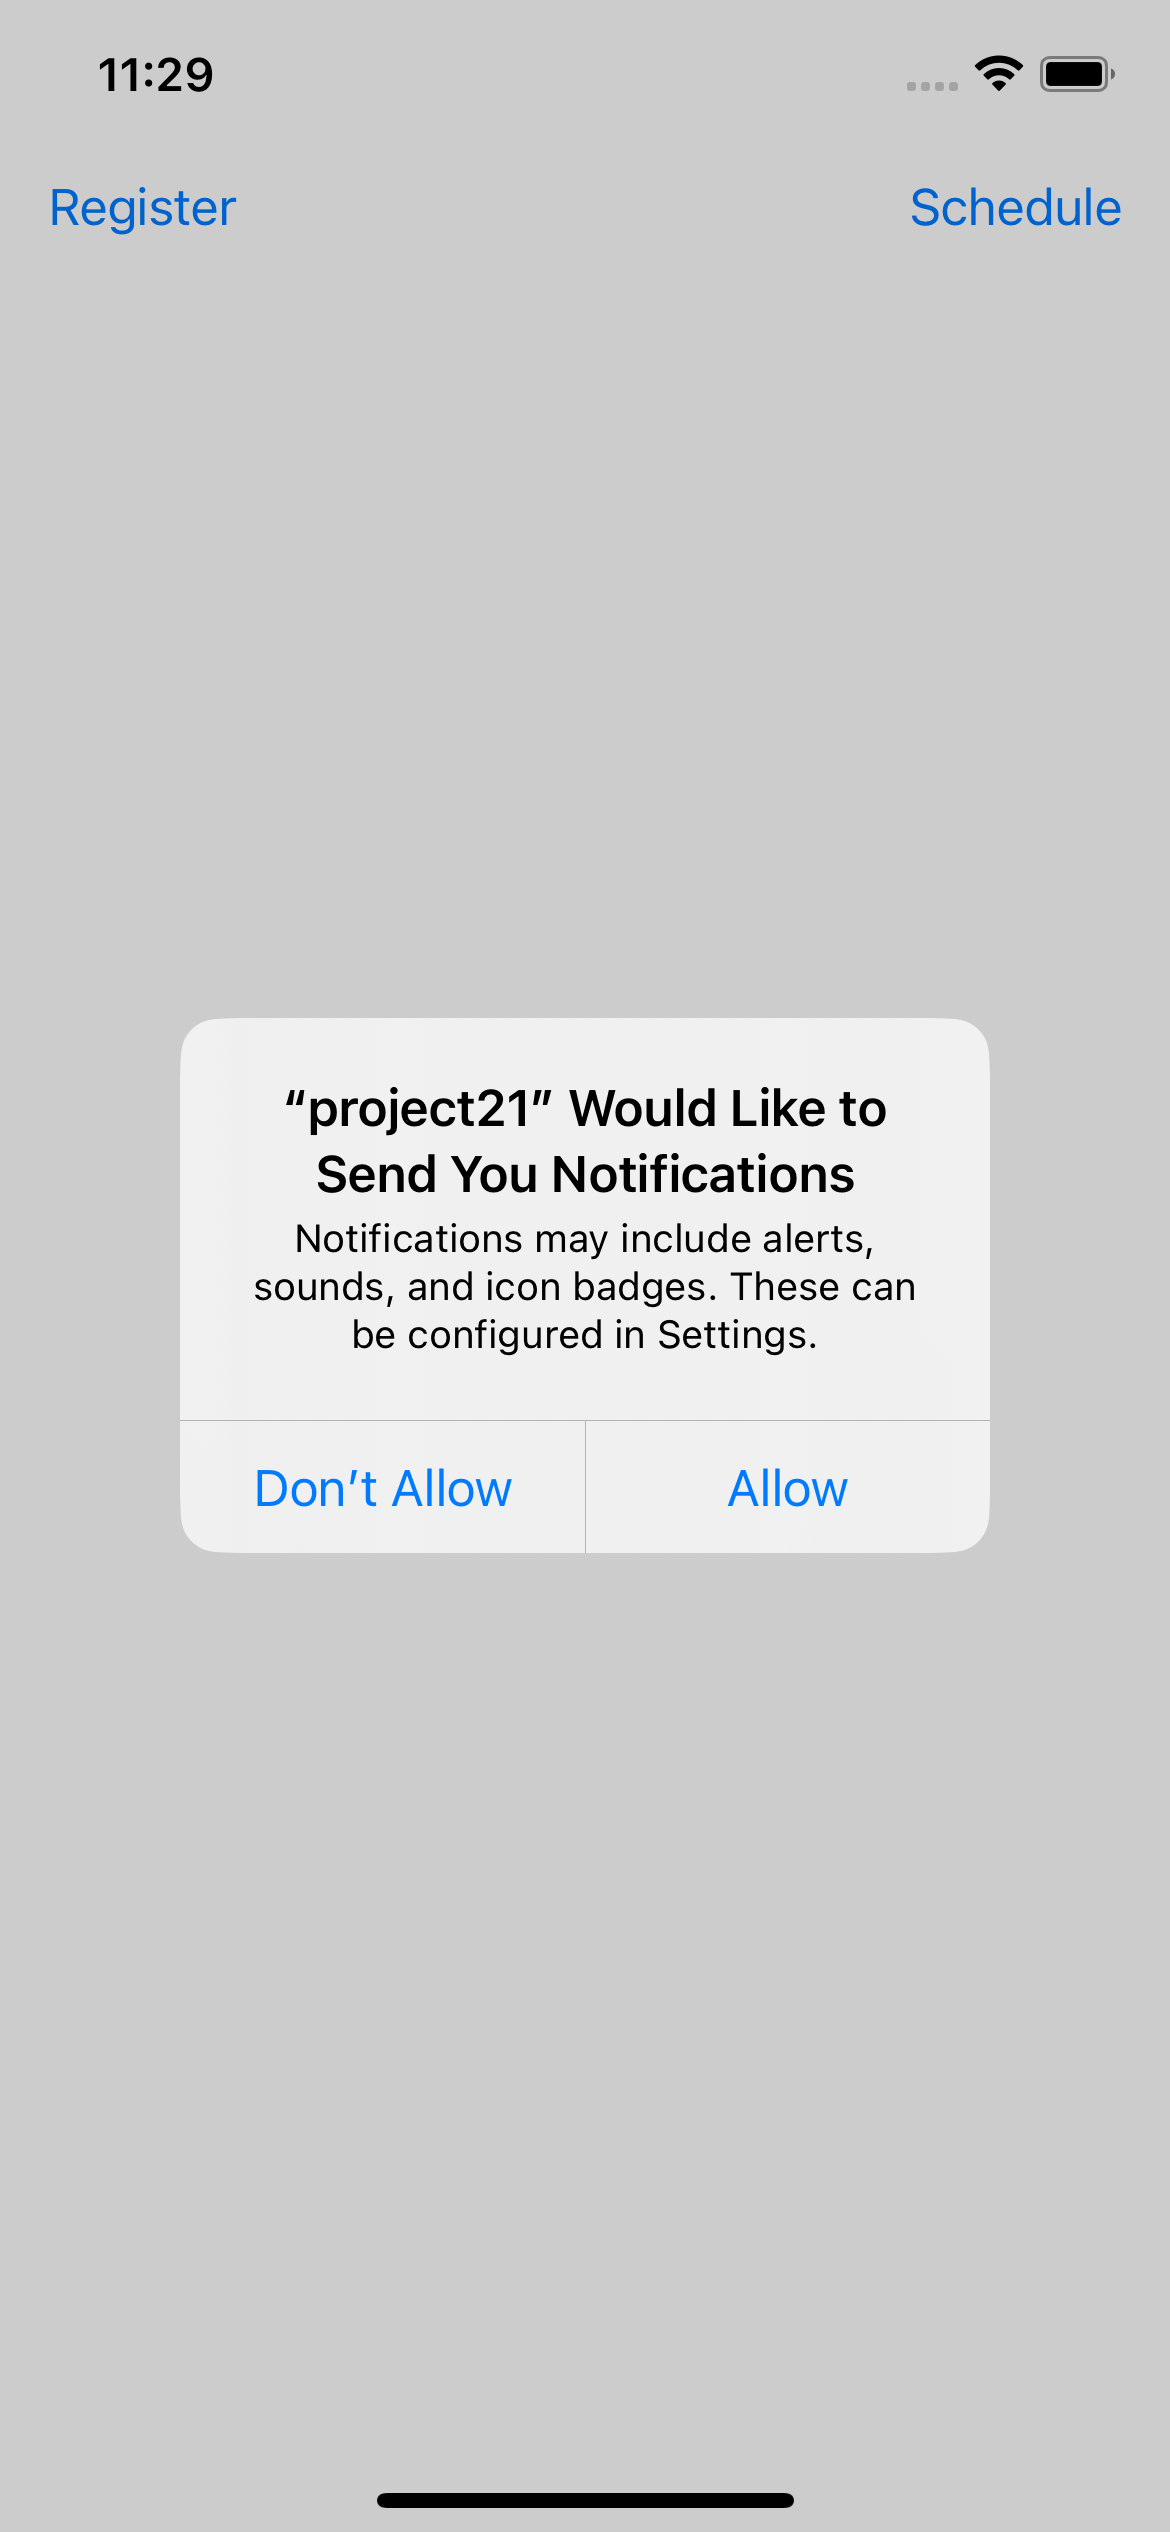 11:29
Register Schedule
“project21” Would Like to
Send You Notifications
Notifications may include alerts,
sounds, and icon badges. These can
be configured in Settings.
Don’t Allow Allow